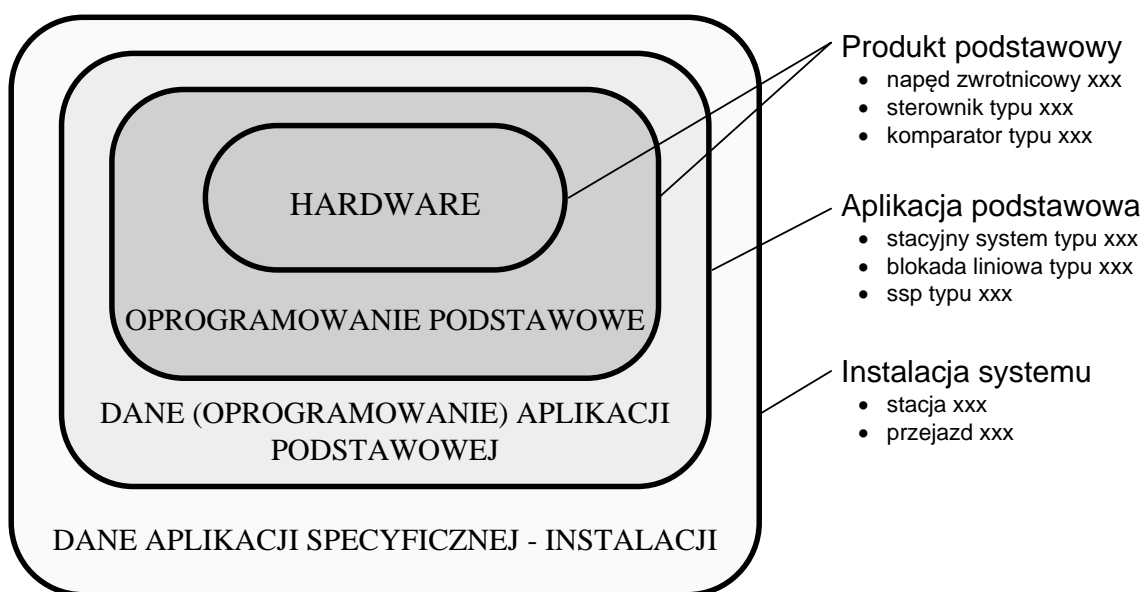 HARDWARE
OPROGRAMOWANIE PODSTAWOWE
DANE (OPROGRAMOWANIE) APLIKACJI
PODSTAWOWEJ
DANE APLIKACJI SPECYFICZNEJ - INSTALACJI
Produkt podstawowy
• napęd zwrotnicowy xxx
• sterownik typu xxx
• komparator typu xxx
Aplikacja podstawowa
• stacyjny system typu xxx
• blokada liniowa typu xxx
• ssp typu xxx
Instalacja systemu
• stacja xxx
• przejazd xxx